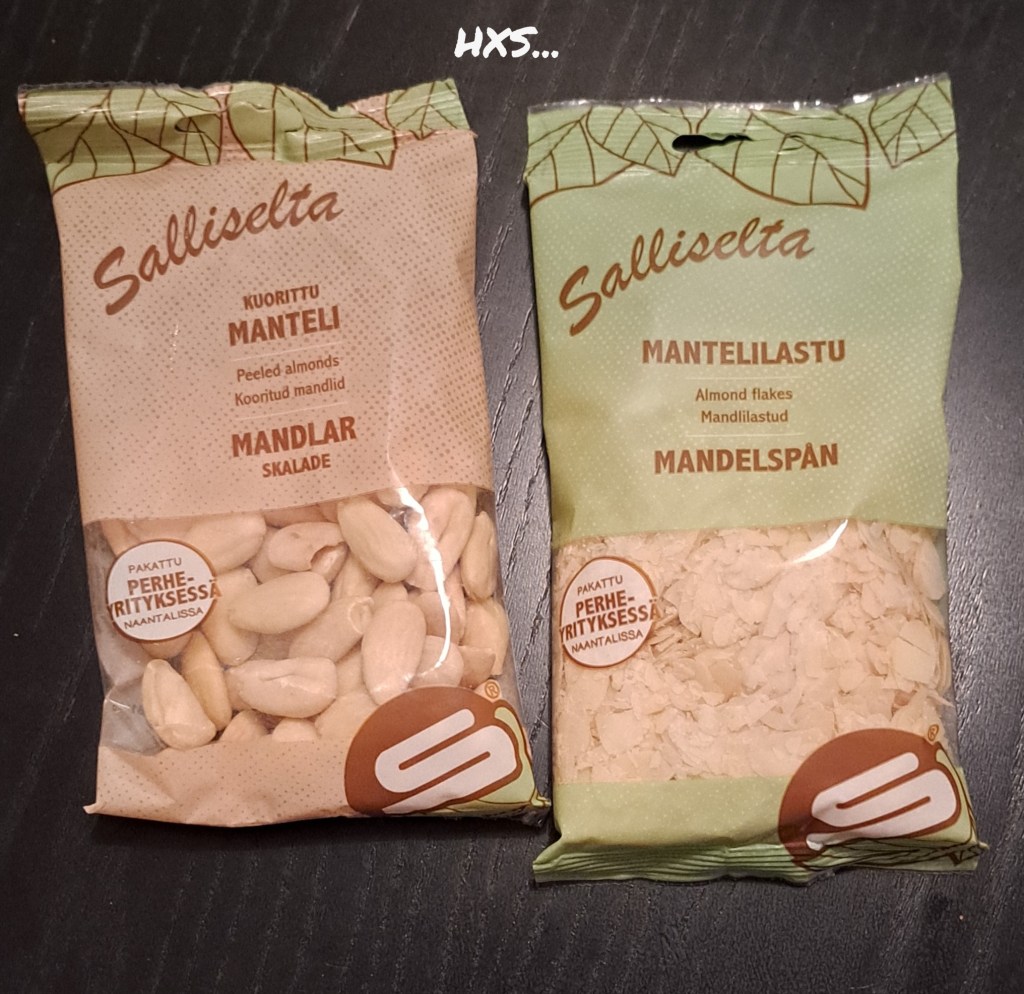 HXS...
Salliselta
KUORITTU
MANTELI
Peeled almonds
Kooritud mandlid
MANDLAR
SKALADE
PAKATTU
PERHE-
YRITYKSESSÄ
NAANTALISSA
S
®
Salliselta
MANTELILASTU
Almond flakes
Mandlilastud
MANDELSPÅN
PAKATTU
PERHE-
YRITYKSESSÄ
NAANTALISSA
S
®